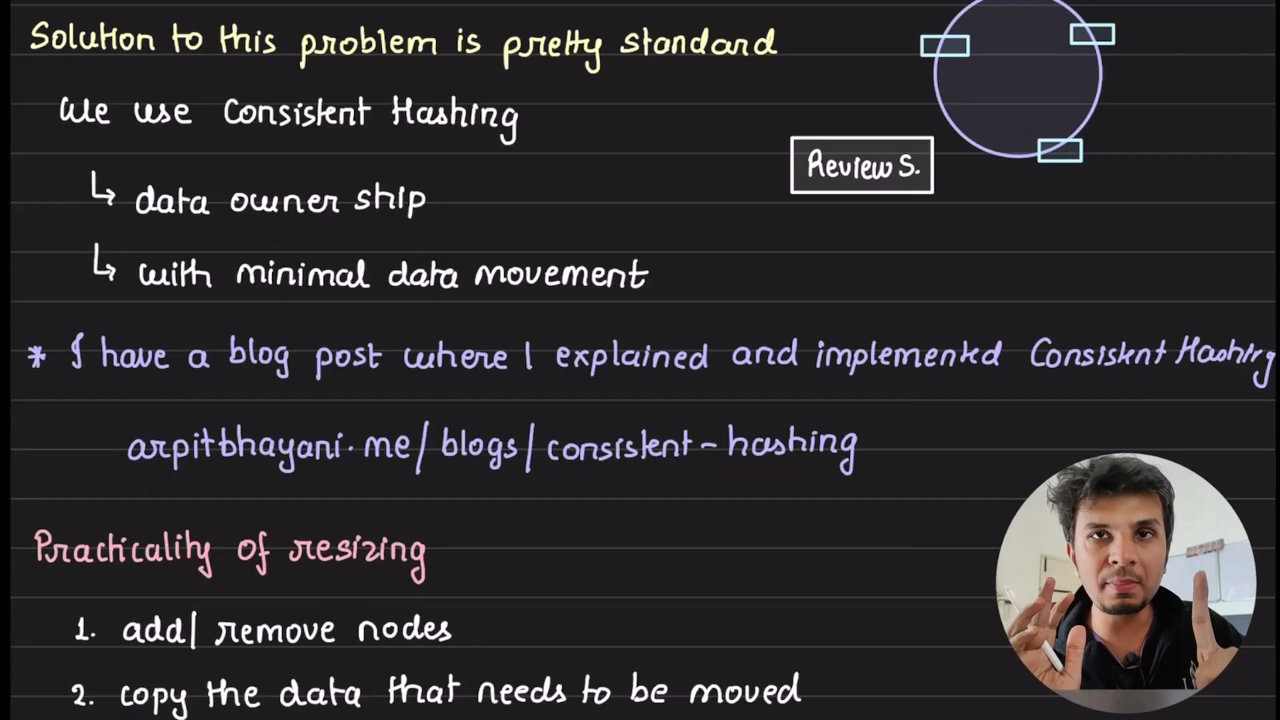 Solution to this problem is pretty standard
We use Consistent Hashing
↳ data ownership
Review S.
↳ with minimal data movement
* I have a blog post where I explained and implemented Consistent Hashing
arpitbhayani.me/blogs/consistent-hashing
Practicality of resizing
1. add/remove nodes
2. copy the data that needs to be moved